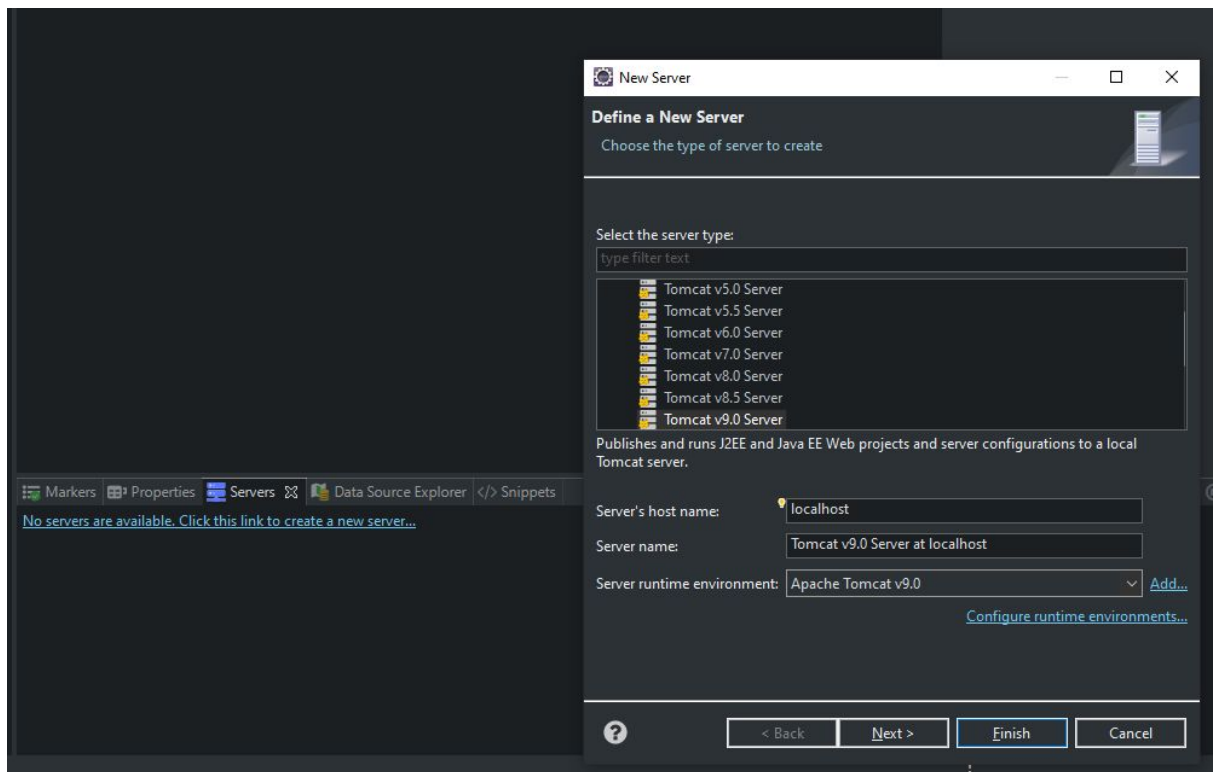 New Server
Define a New Server
Choose the type of server to create
Select the server type:
type filter text
Tomcat v5.0 Server
Tomcat v5.5 Server
Tomcat v6.0 Server
Tomcat v7.0 Server
Tomcat v8.0 Server
Tomcat v8.5 Server
Tomcat v9.0 Server
Publishes and runs J2EE and Java EE Web projects and server configurations to a local
Tomcat server.
Server's host name: localhost
Server name: Tomcat v9.0 Server at localhost
Server runtime environment: Apache Tomcat v9.0 Add...
Configure runtime environments...
< Back Next > Finish Cancel
Markers Properties Servers Data Source Explorer </> Snippets
No servers are available. Click this link to create a new server...